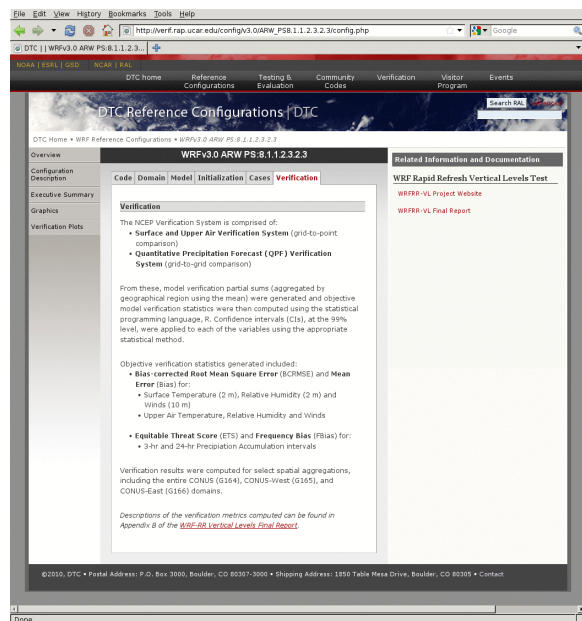 File Edit View History Bookmarks Tools Help
http://verif.rap.ucar.edu/config/v3.0/ARW_PS8.1.1.2.3.2.3/config.php
Google
DTC | | WRFv3.0 ARW PS:8.1.1.2.3...
NOAA | ESRL | GSD NCAR | RAL
DTC home Reference Configurations Testing & Evaluation Community Codes Verification Visitor Program Events
Search RAL
DTC Reference Configurations | DTC
DTC Home • WRF Reference Configurations • WRFv3.0 ARW PS:8.1.1.2.3.2.3
Overview
Configuration
Description
Executive Summary
Graphics
Verification Plots
WRFv3.0 ARW PS:8.1.1.2.3.2.3
Code Domain Model Initialization Cases Verification
Verification
The NCEP Verification System is comprised of:
• Surface and Upper Air Verification System (grid-to-point
comparison)
• Quantitative Precipitation Forecast (QPF) Verification
System (grid-to-grid comparison)
From these, model verification partial sums (aggregated by
geographical region using the mean) were generated and objective
model verification statistics were then computed using the statistical
programming language, R. Confidence intervals (CIs), at the 99%
level, were applied to each of the variables using the appropriate
statistical method.
Objective verification statistics generated included:
• Bias-corrected Root Mean Square Error (BCRMSE) and Mean
Error (Bias) for:
• Surface Temperature (2 m), Relative Humidity (2 m) and
Winds (10 m)
• Upper Air Temperature, Relative Humidity and Winds
• Equitable Threat Score (ETS) and Frequency Bias (FBias) for:
• 3-hr and 24-hr Precipiation Accumulation intervals
Verification results were computed for select spatial aggregations,
including the entire CONUS (G164), CONUS-West (G165), and
CONUS-East (G166) domains.
Descriptions of the verification metrics computed can be found in
Appendix B of the WRF-RR Vertical Levels Final Report.
Related Information and Documentation
WRF Rapid Refresh Vertical Levels Test
WRFRR-VL Project Website
WRFRR-VL Final Report
©2010, DTC • Postal Address: P.O. Box 3000, Boulder, CO 80307-3000 • Shipping Address: 1850 Table Mesa Drive, Boulder, CO 80305 • Contact
Done